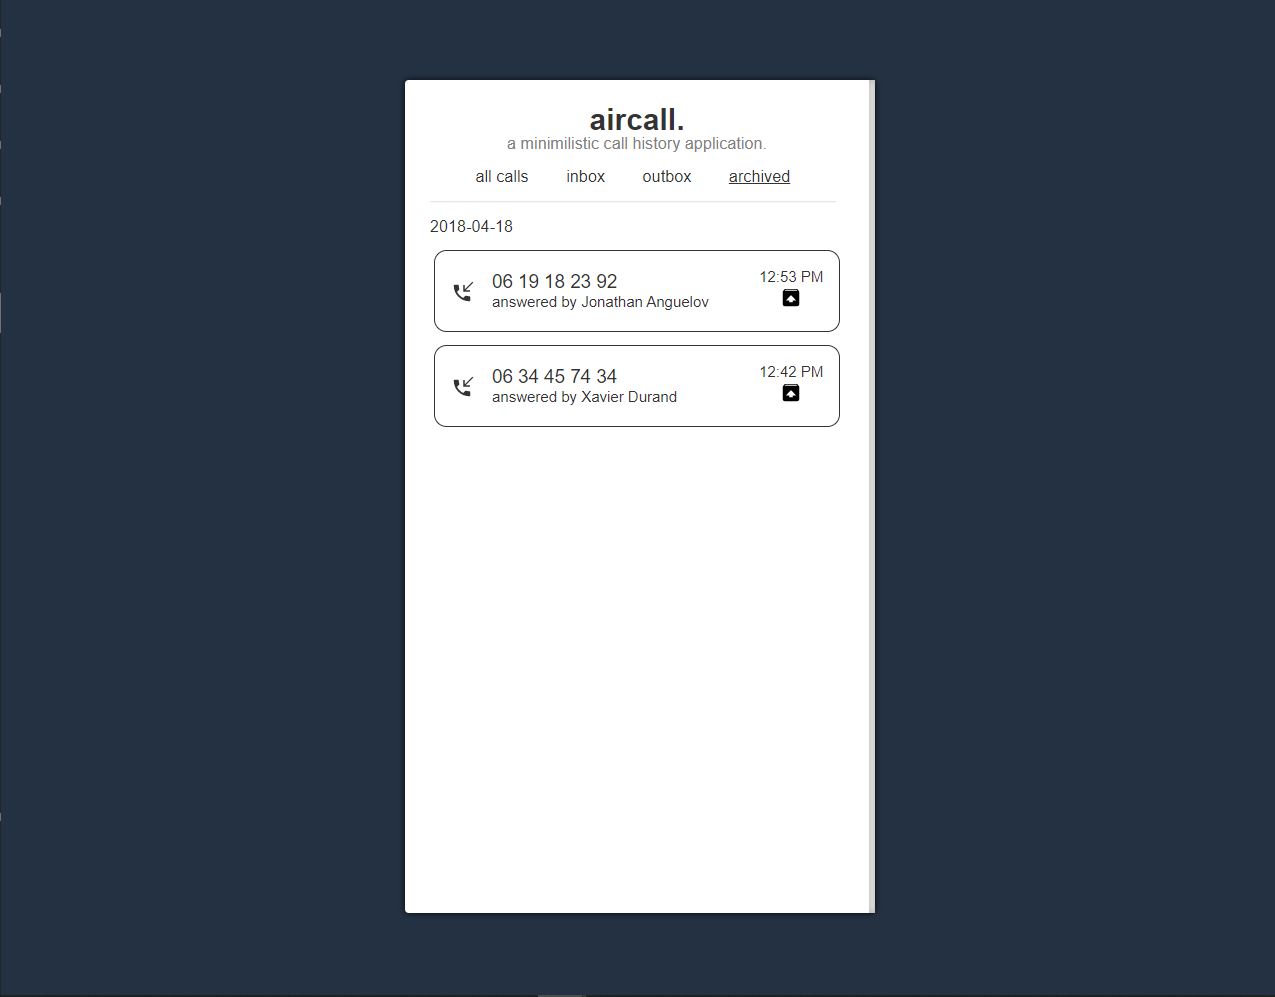 aircall.
a minimilistic call history application.
all calls inbox outbox archived
2018-04-18
06 19 18 23 92
answered by Jonathan Anguelov
12:53 PM
06 34 45 74 34
answered by Xavier Durand
12:42 PM